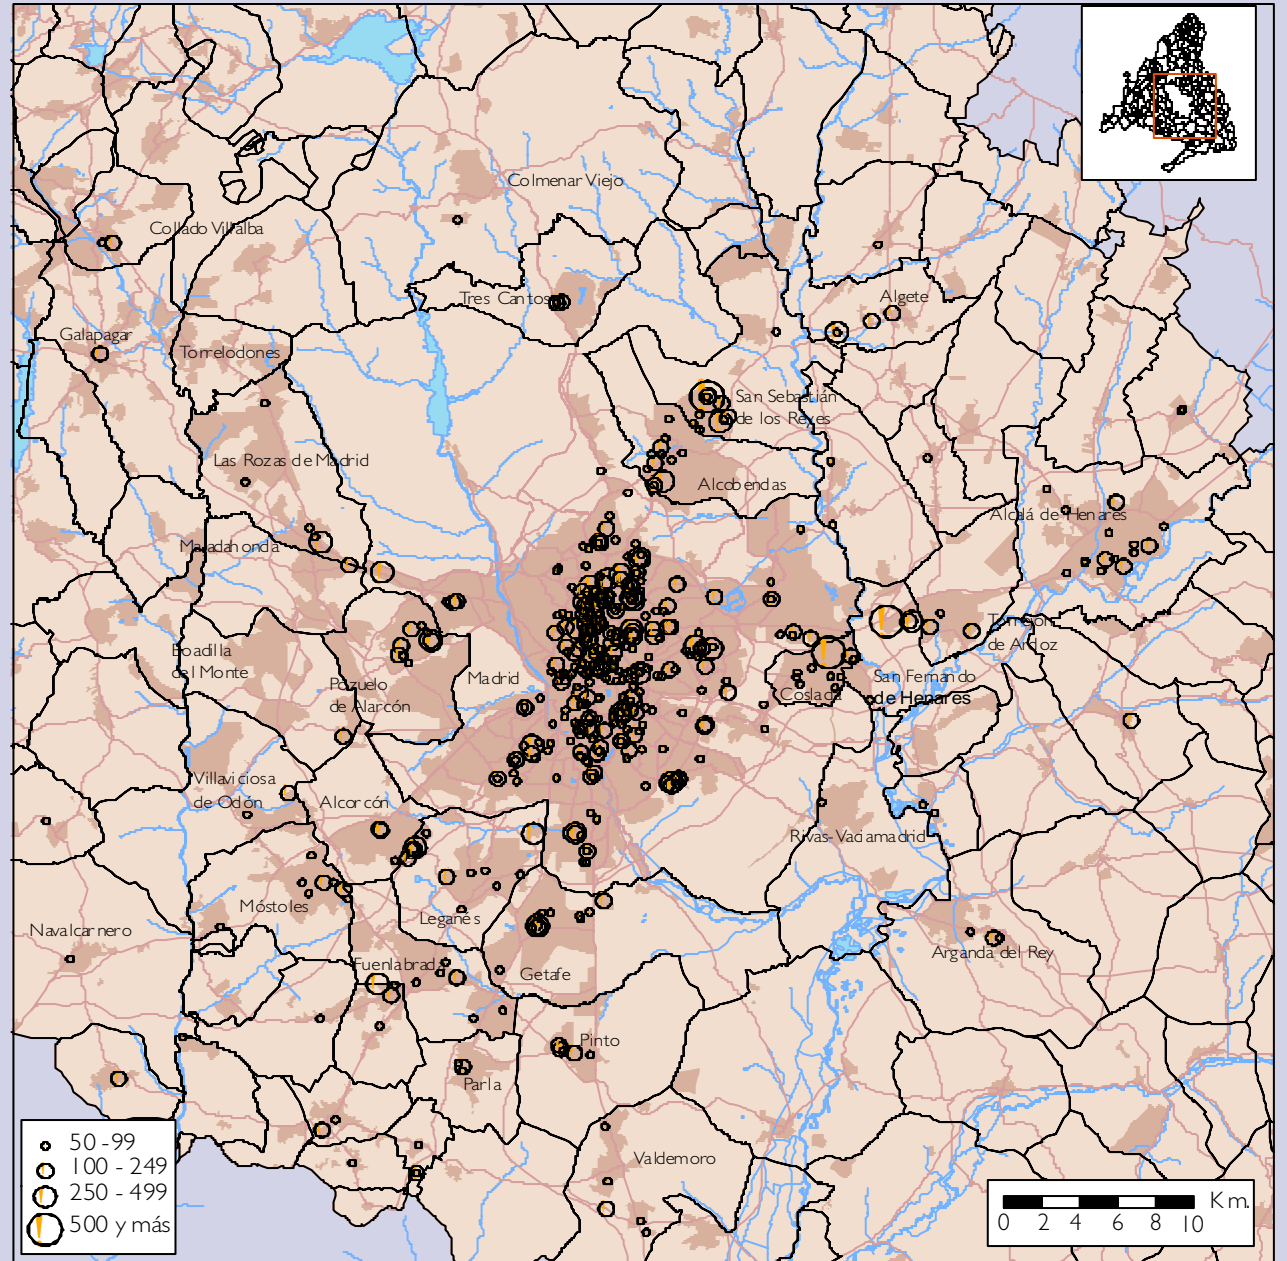 Colmenar Viejo
Collado Villalba
Tres Cantos
Algete
Galapagar
Torrelodones
San Sebastián
de los Reyes
Las Rozas de Madrid
Alcobendas
Alcalá de Henares
Majadahonda
Torrejón
de Ardoz
Boadilla
del Monte
Madrid
San Fernando
de Henares
Pozuelo
de Alarcón
Coslada
Villaviciosa
de Odón
Alcorcón
Rivas-Vaciamadrid
Móstoles
Leganés
Navalcarnero
Arganda del Rey
Fuenlabrada
Getafe
Pinto
Parla
Valdemoro
50 - 99
100 - 249
250 - 499
500 y más
Km.
0 2 4 6 8 10